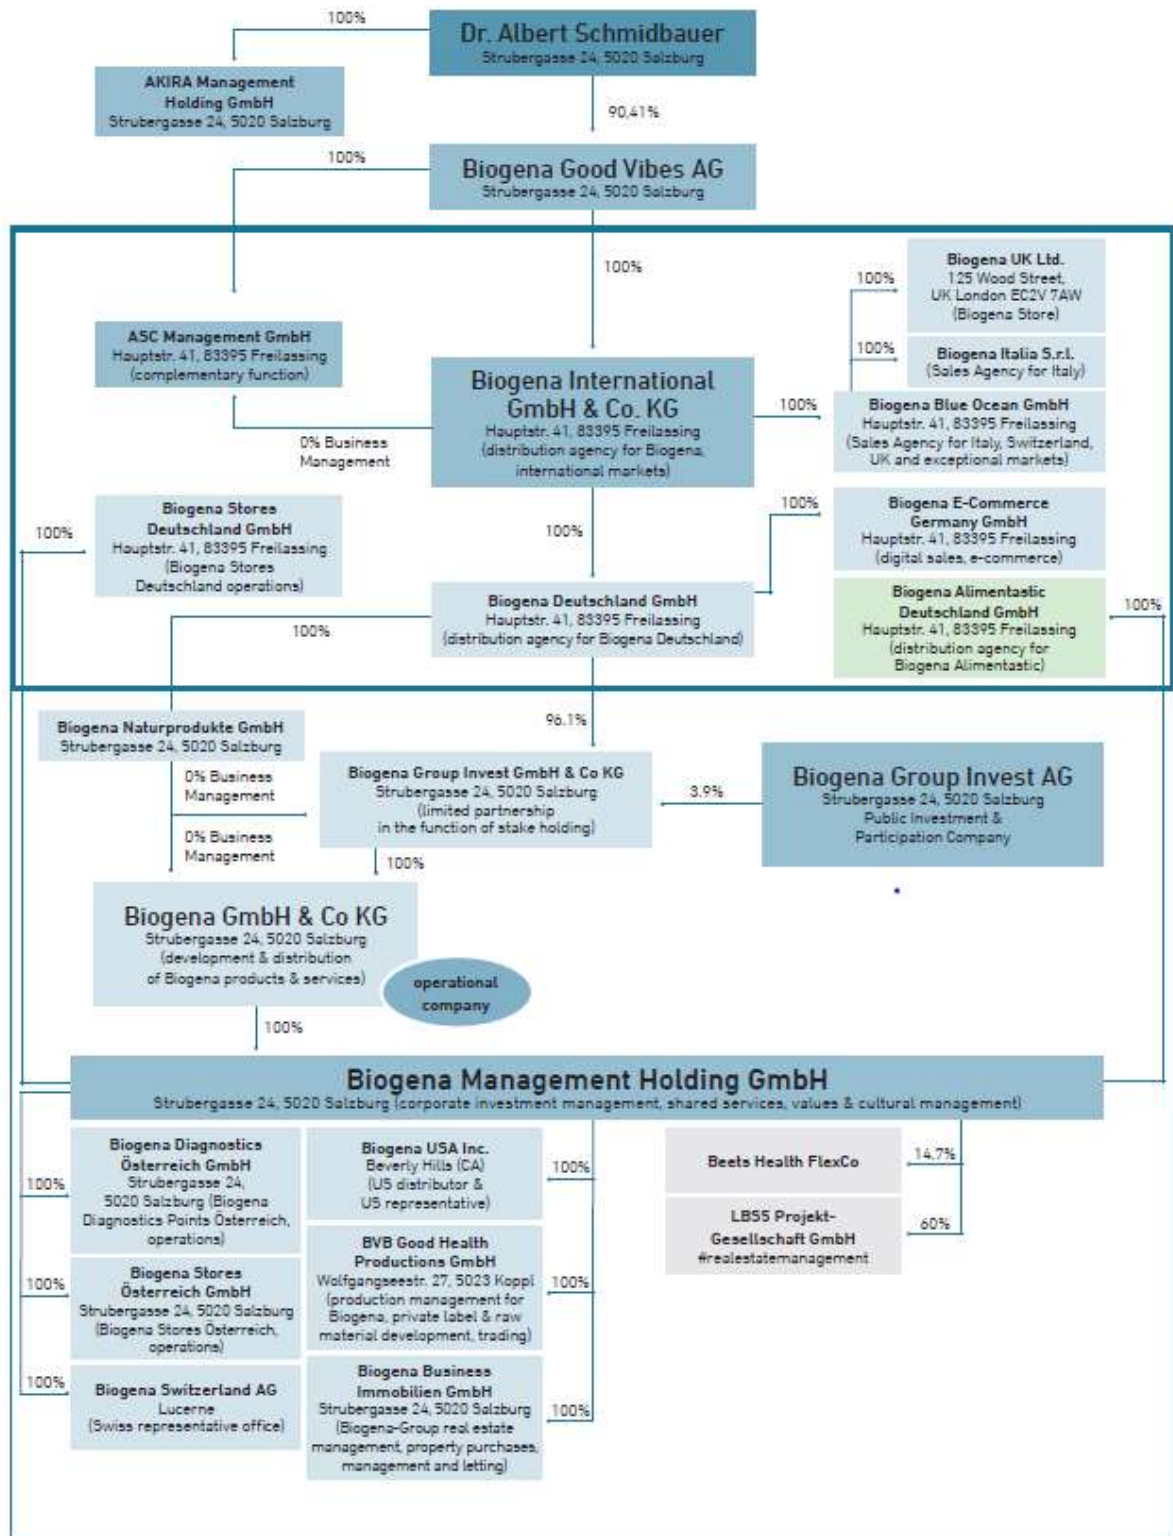 100%
Dr. Albert Schmidbauer
Strubergasse 24, 5020 Salzburg
AKIRA Management
Holding GmbH
Strubergasse 24, 5020 Salzburg
90,41%
100%
Biogena Good Vibes AG
Strubergasse 24, 5020 Salzburg
100%
Biogena UK Ltd.
125 Wood Street,
UK London EC2V 7AW
(Biogena Store)
100%
ASC Management GmbH
Hauptstr. 41, 83395 Freilassing
(complementary function)
100%
Biogena Italia S.r.l.
(Sales Agency for Italy)
Biogena International
GmbH & Co. KG
Hauptstr. 41, 83395 Freilassing
(distribution agency for Biogena,
international markets)
100%
Biogena Blue Ocean GmbH
Hauptstr. 41, 83395 Freilassing
(Sales Agency for Italy, Switzerland,
UK and exceptional markets)
0% Business
Management
100%
Biogena Stores
Deutschland GmbH
Hauptstr. 41, 83395 Freilassing
(Biogena Stores
Deutschland operations)
100%
100%
Biogena E-Commerce
Germany GmbH
Hauptstr. 41, 83395 Freilassing
(digital sales, e-commerce)
Biogena Deutschland GmbH
Hauptstr. 41, 83395 Freilassing
(distribution agency for Biogena Deutschland)
100%
Biogena Alimentastic
Deutschland GmbH
Hauptstr. 41, 83395 Freilassing
(distribution agency for
Biogena Alimentastic)
100%
Biogena Naturprodukte GmbH
Strubergasse 24, 5020 Salzburg
96.1%
0% Business
Management
Biogena Group Invest GmbH & Co KG
Strubergasse 24, 5020 Salzburg
(limited partnership
in the function of stake holding)
3.9%
Biogena Group Invest AG
Strubergasse 24, 5020 Salzburg
Public Investment &
Participation Company
0% Business
Management
100%
Biogena GmbH & Co KG
Strubergasse 24, 5020 Salzburg
(development & distribution
of Biogena products & services)
operational
company
100%
Biogena Management Holding GmbH
Strubergasse 24, 5020 Salzburg (corporate investment management, shared services, values & cultural management)
100%
Biogena Diagnostics
Österreich GmbH
Strubergasse 24,
5020 Salzburg (Biogena
Diagnostics Points Österreich,
operations)
Biogena USA Inc.
Beverly Hills (CA)
(US distributor &
US representative)
100%
Beets Health FlexCo
14.7%
LBSS Projekt-
Gesellschaft GmbH
#realestatemanagement
60%
100%
Biogena Stores
Österreich GmbH
Strubergasse 24, 5020 Salzburg
(Biogena Stores Österreich,
operations)
BVB Good Health
Productions GmbH
Wolfgangseestr. 27, 5023 Koppl
(production management for
Biogena, private label & raw
material development, trading)
100%
100%
Biogena Switzerland AG
Lucerne
(Swiss representative office)
Biogena Business
Immobilien GmbH
Strubergasse 24, 5020 Salzburg
(Biogena-Group real estate
management, property purchases,
management and letting)
100%